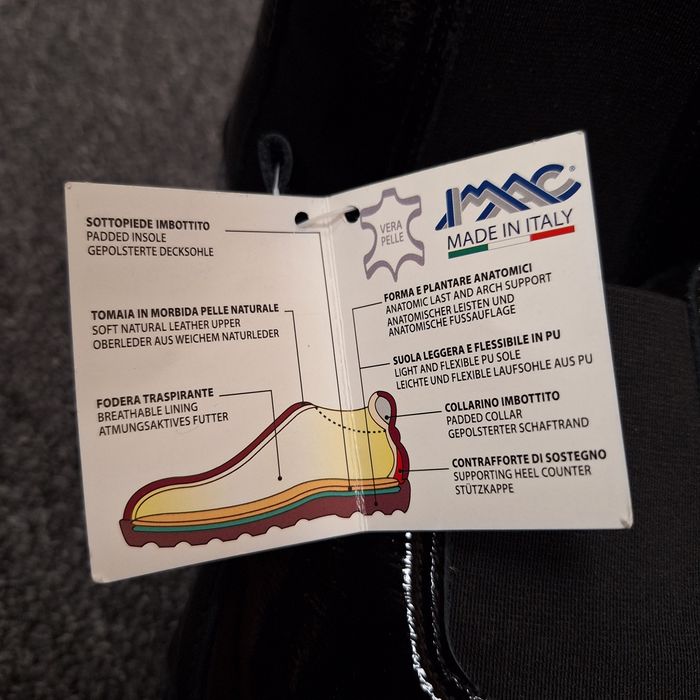 SOTTOPIEDE IMBOTTITO
PADDED INSOLE
GEPOLSTERTE DECKSOHLE
TOMAIA IN MORBIDA PELLE NATURALE
SOFT NATURAL LEATHER UPPER
OBERLEDER AUS WEICHEM NATURLEDER
FODERA TRASPIRANTE
BREATHABLE LINING
ATMUNGSAKTIVES FUTTER
VERA
PELLE
IMAC®
MADE IN ITALY
FORMA E PLANTARE ANATOMICI
ANATOMIC LAST AND ARCH SUPPORT
ANATOMISCHER LEISTEN UND
ANATOMISCHE FUSSAUFLAGE
SUOLA LEGGERA E FLESSIBILE IN PU
LIGHT AND FLEXIBLE PU SOLE
LEICHTE UND FLEXIBLE LAUFSOHLE AUS PU
COLLARINO IMBOTTITO
PADDED COLLAR
GEPOLSTERTER SCHAFTRAND
CONTRAFFORTE DI SOSTEGNO
SUPPORTING HEEL COUNTER
STÜTZKAPPE